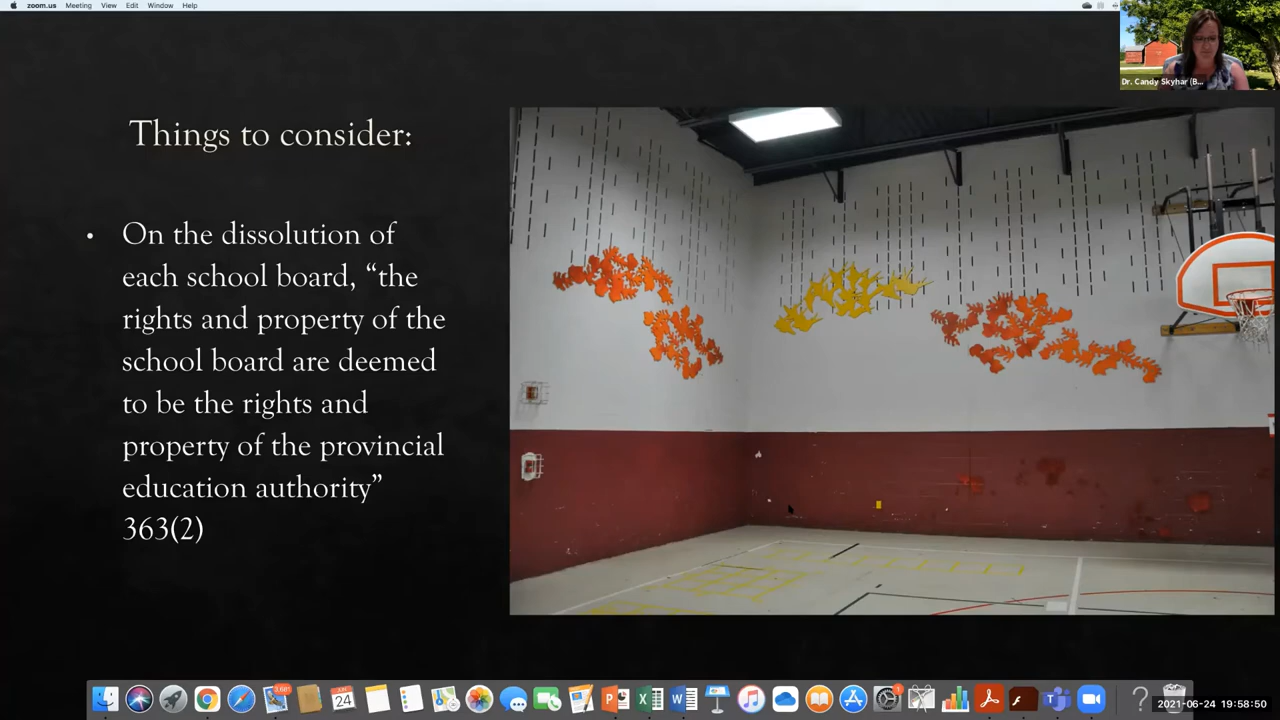 zoom.us Meeting View Edit Window Help
Dr. Candy Skyhar (B...
Things to consider:
• On the dissolution of
each school board, “the
rights and property of the
school board are deemed
to be the rights and
property of the provincial
education authority”
363(2)
JUN
24
2021-06-24 19:58:50